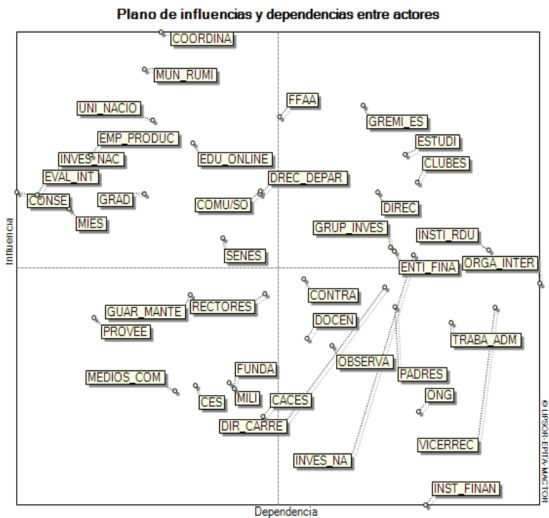 Plano de influencias y dependencias entre actores
COORDINA
MUN_RUMI
UNI_NACIO
FFAA
GREMI_ES
EMP_PRODUC
ESTUDI
INVES_NAC
EDU_ONLINE
CLUBES
EVAL_INT
DREC_DEPAR
CONSE
GRAD
COMU/SO
DIREC
MIES
GRUP_INVES
INSTI_RDU
Influencia
SENES
ENTI_FINA
ORGA_INTER
CONTRA
GUAR_MANTE
RECTORES
PROVEE
DOCEN
TRABA_ADM
OBSERVA
FUNDA
PADRES
MEDIOS_COM
CES
MILI
CACES
ONG
DIR_CARRE
VICERREC
INVES_NA
INST_FINAN
Dependencia
© LIPSOR-EPITA-MACTOR